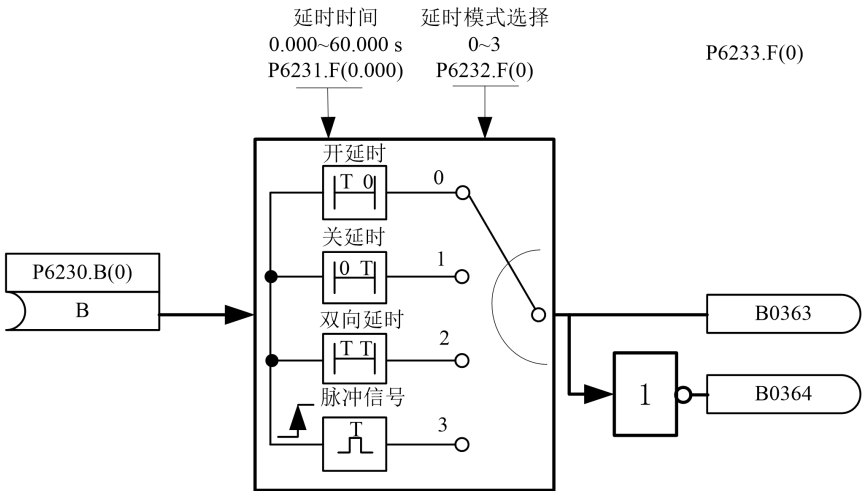 延时时间
0.000~60.000 s
P6231.F(0.000)
延时模式选择
0~3
P6232.F(0)
P6233.F(0)
开延时
T 0
0
关延时
0 T
1
双向延时
T T
2
脉冲信号
T
3
P6230.B(0)
B
B0363
1
B0364